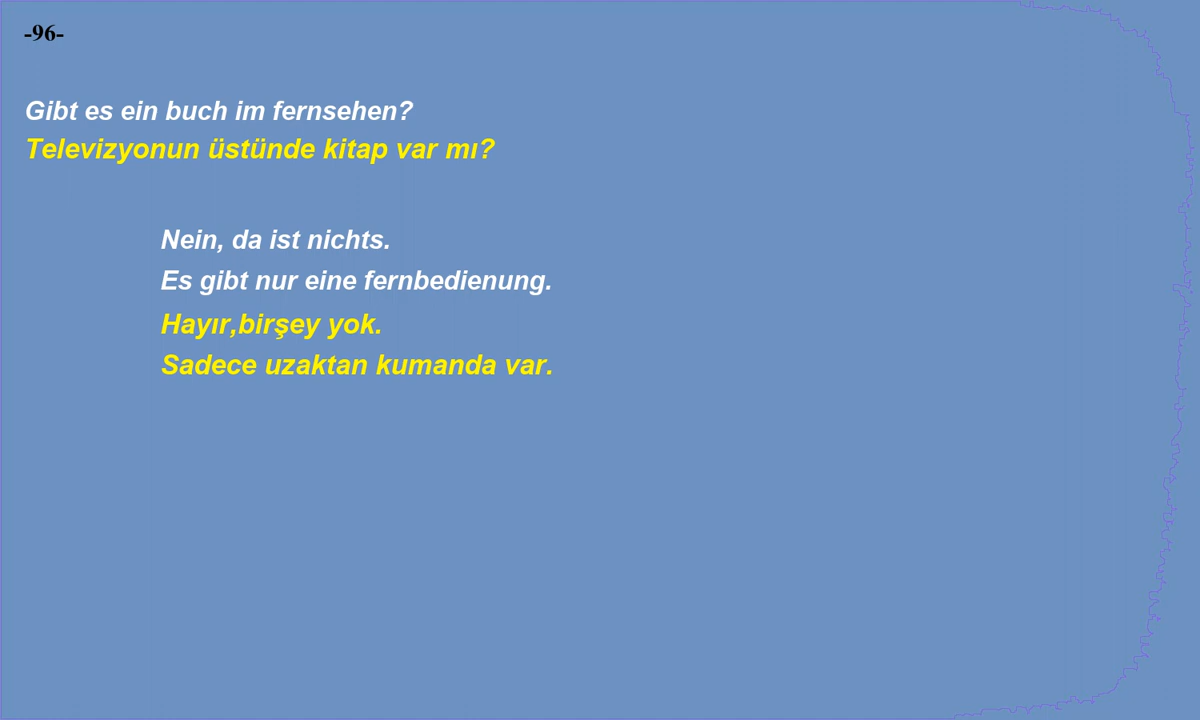 -96-
Gibt es ein buch im fernsehen?
Televizyonun üstünde kitap var mı?
Nein, da ist nichts.
Es gibt nur eine fernbedienung.
Hayır,birşey yok.
Sadece uzaktan kumanda var.